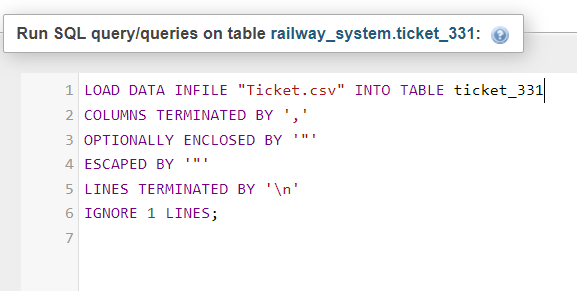 Run SQL query/queries on table railway_system.ticket_331:
1 LOAD DATA INFILE "Ticket.csv" INTO TABLE ticket_331
2 COLUMNS TERMINATED BY ','
3 OPTIONALLY ENCLOSED BY '"'
4 ESCAPED BY '"'
5 LINES TERMINATED BY '\n'
6 IGNORE 1 LINES;
7